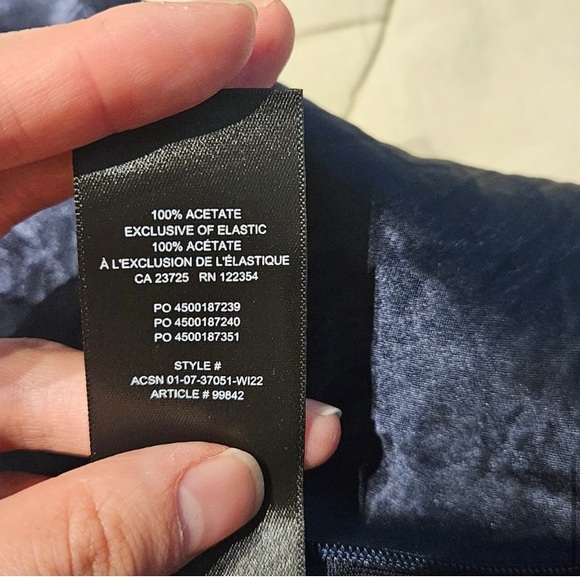 100% ACETATE
EXCLUSIVE OF ELASTIC
100% ACÉTATE
À L'EXCLUSION DE L'ÉLASTIQUE
CA 23725 RN 122354
PO 4500187239
PO 4500187240
PO 4500187351
STYLE #
ACSN 01-07-37051-WI22
ARTICLE # 99842